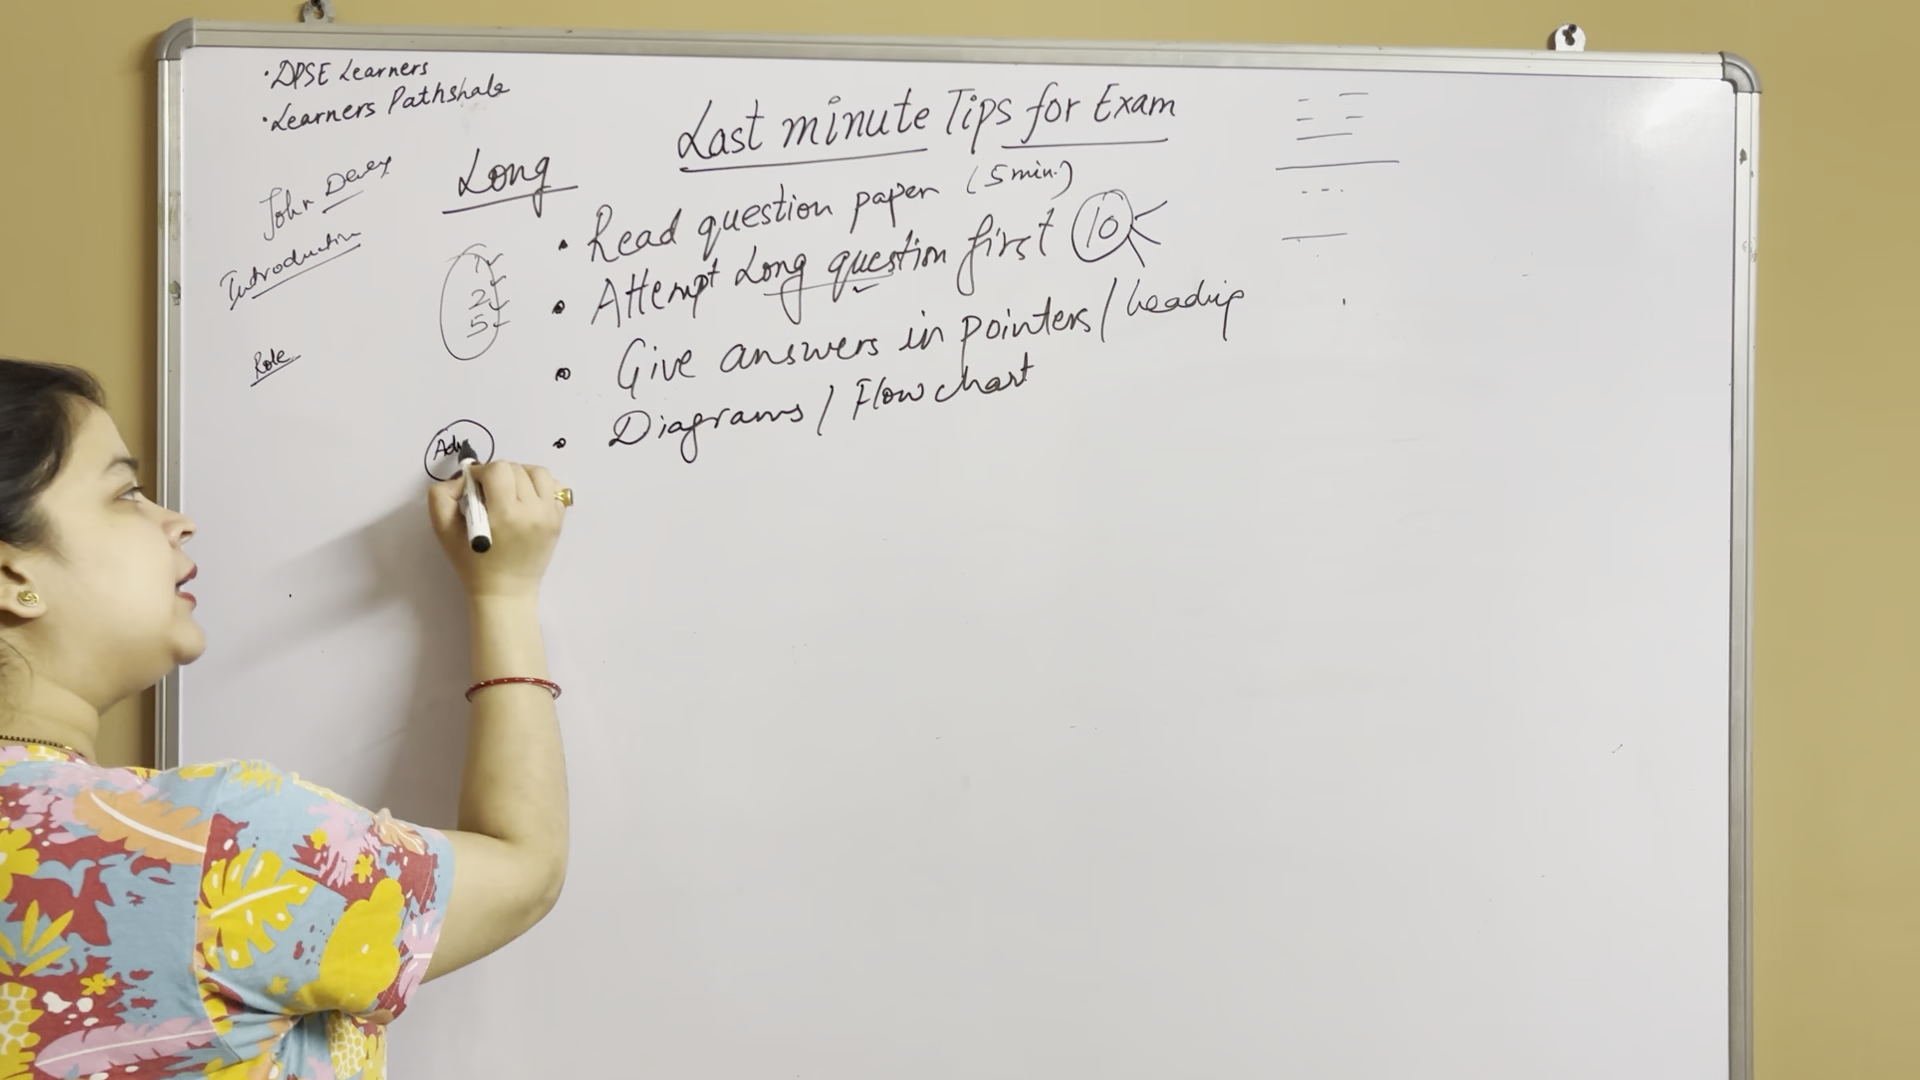 · DPSE Learners
· Learners Pathshala
Last minute Tips for Exam
John Dewey
Introduction
Role
Long
1
2
5
• Read question paper (5 min.)
• Attempt Long question first 10
• Give answers in pointers / heading
• Diagrams / Flow chart